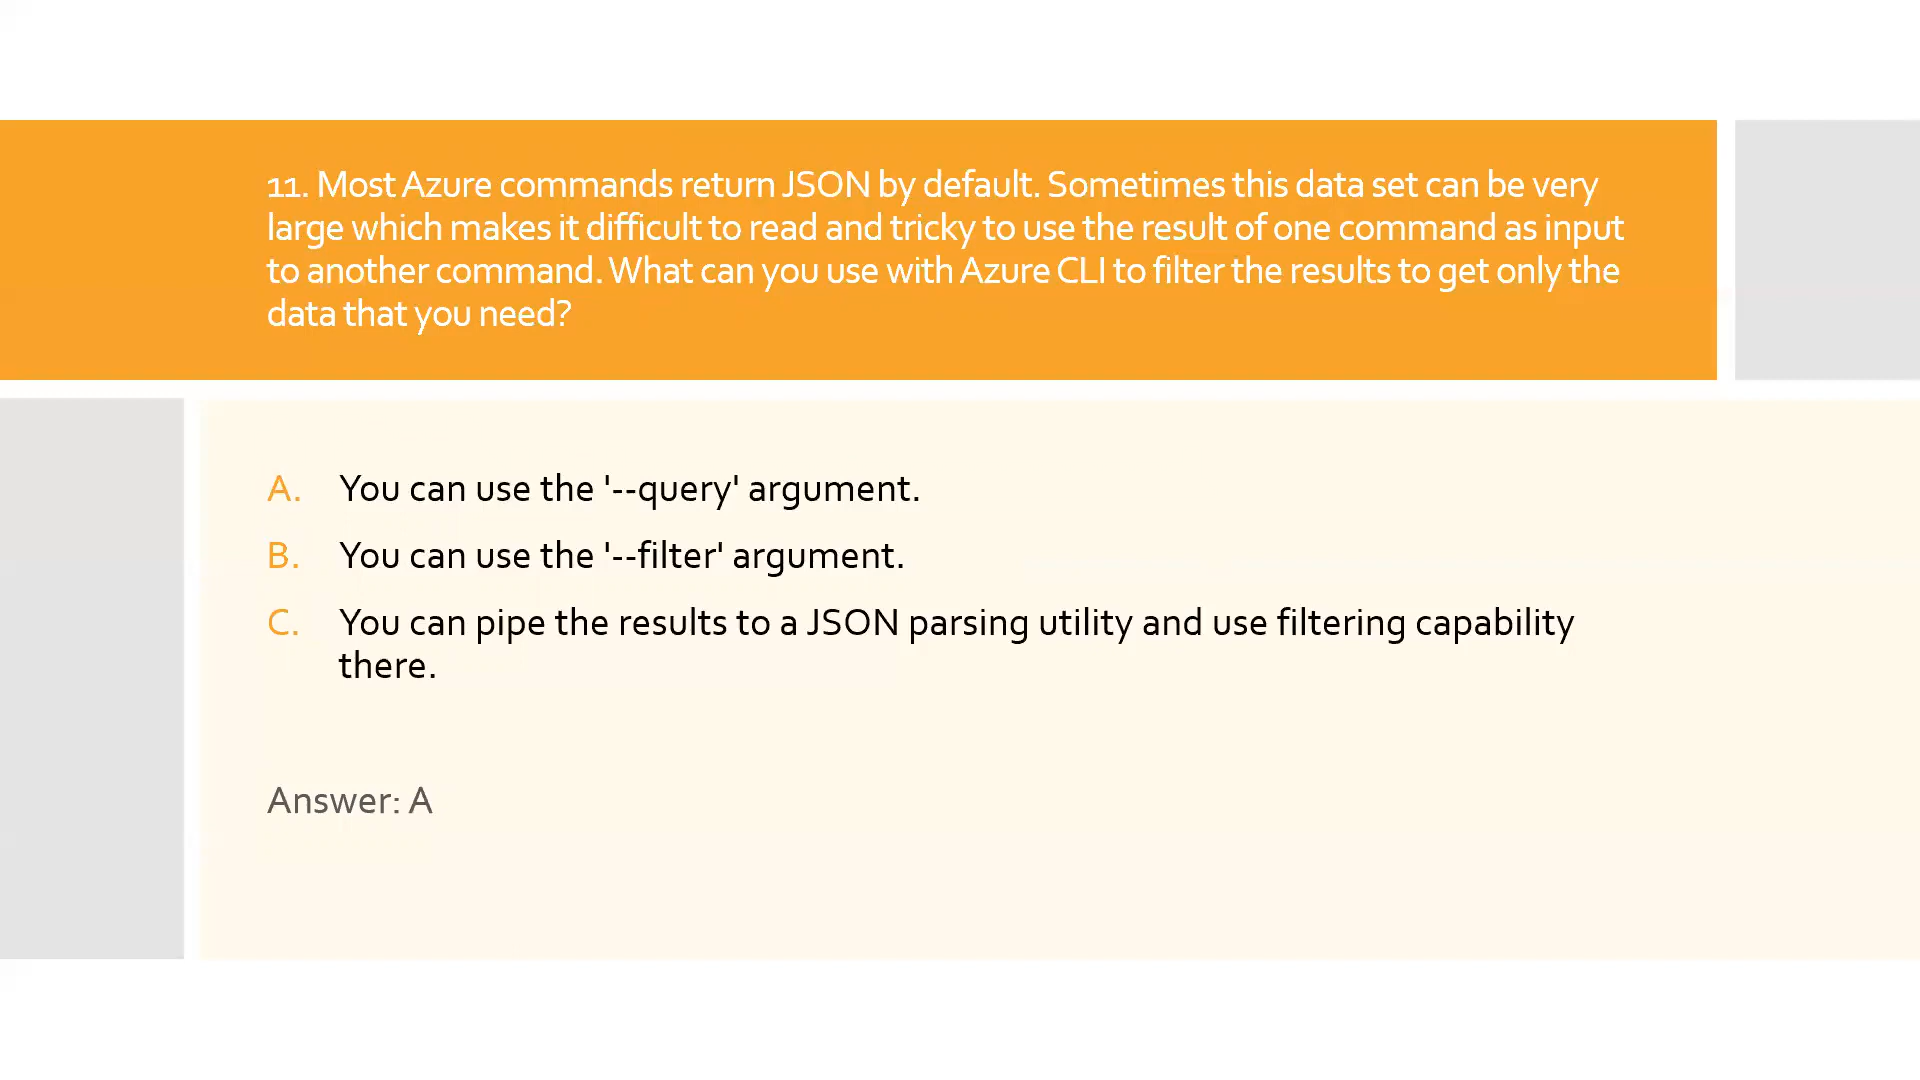 11. Most Azure commands return JSON by default. Sometimes this data set can be very
large which makes it difficult to read and tricky to use the result of one command as input
to another command. What can you use with Azure CLI to filter the results to get only the
data that you need?
A. You can use the '--query' argument.
B. You can use the '--filter' argument.
C. You can pipe the results to a JSON parsing utility and use filtering capability
there.
Answer: A